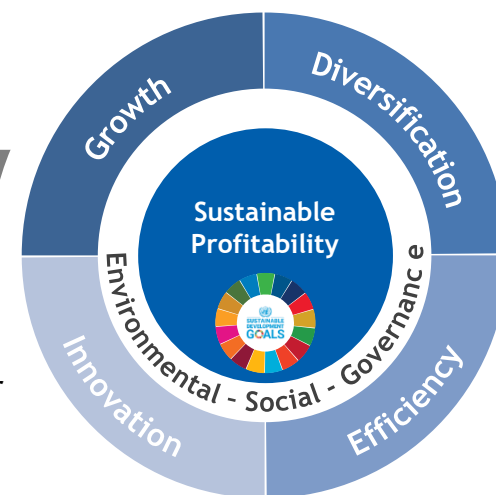 Growth
Diversification
Sustainable
Profitability
SUSTAINABLE
DEVELOPMENT
GOALS
Environmental - Social - Governanc e
Innovation
Efficiency